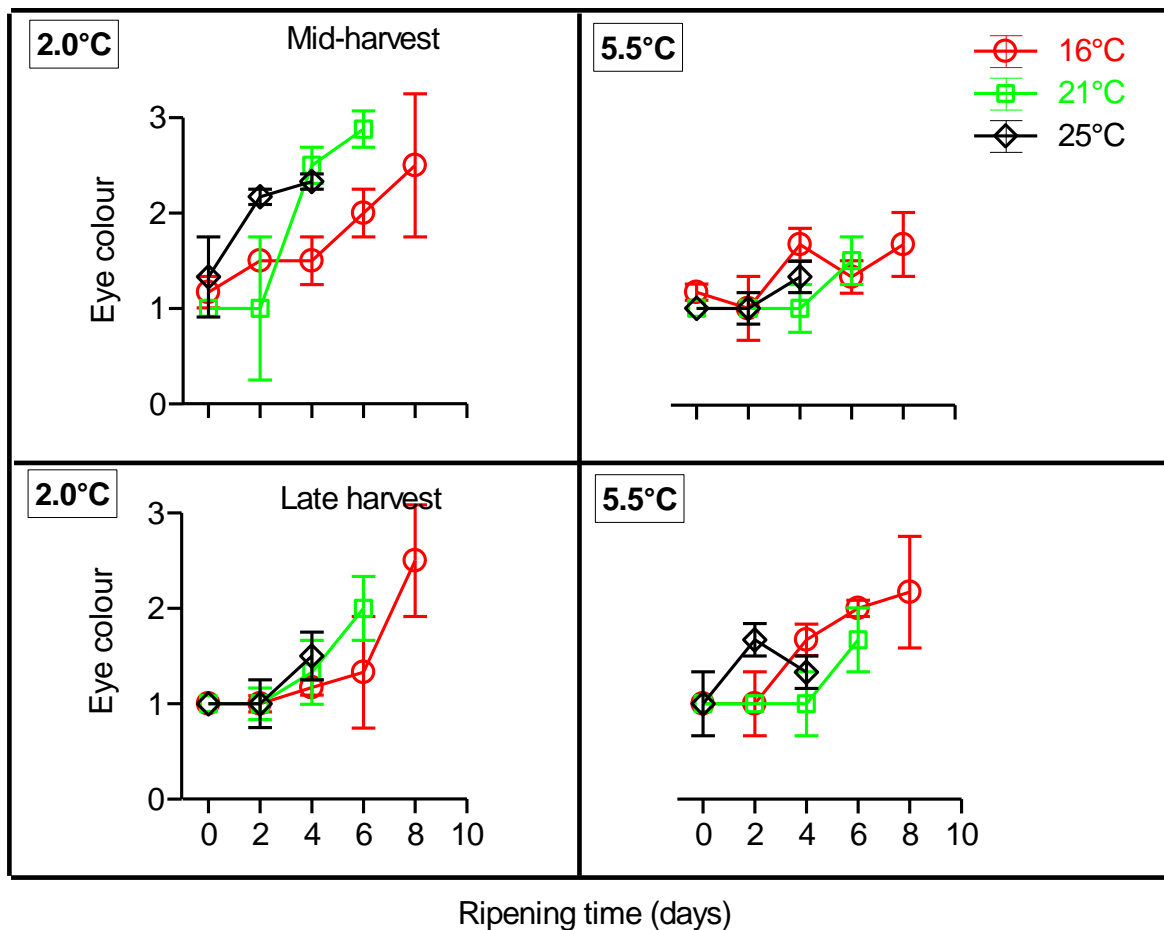 2.0°C
Mid-harvest
5.5°C
16°C
21°C
25°C
Eye colour
3
2
1
0
2.0°C
Late harvest
5.5°C
Eye colour
3
2
1
0
0 2 4 6 8 10
0 2 4 6 8 10
Ripening time (days)